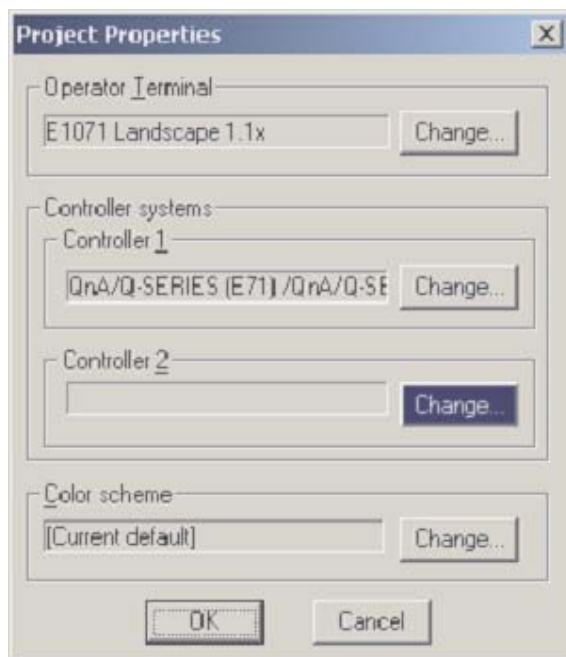 Project Properties
Operator Terminal
E1071 Landscape 1.1x
Change...
Controller systems
Controller 1
QnA/Q-SERIES (E71) /QnA/Q-SE
Change...
Controller 2
Change...
Color scheme
[Current default]
Change...
OK
Cancel